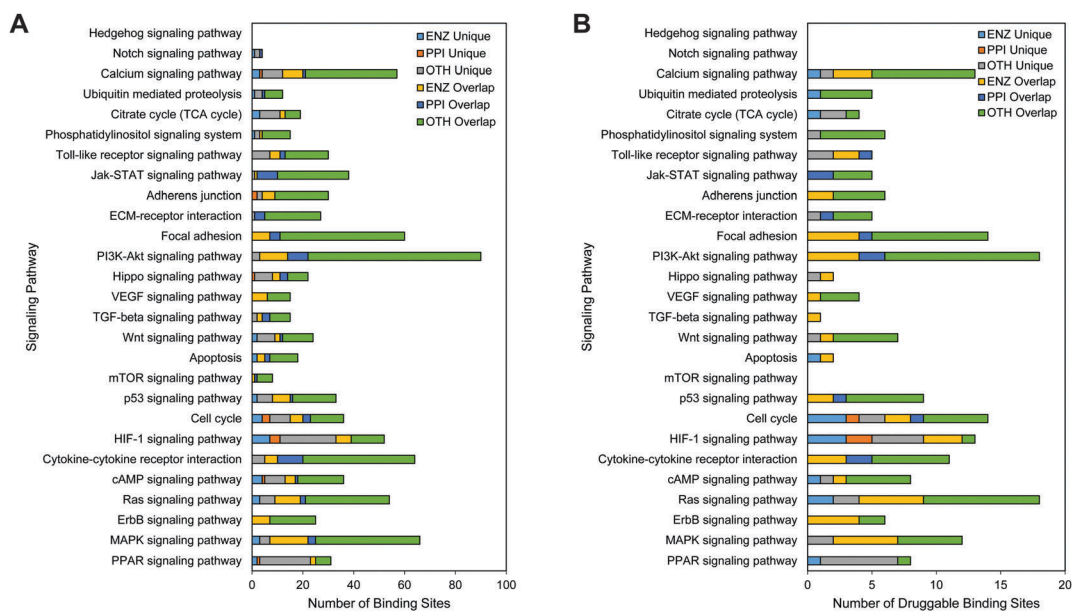 A
Hedgehog signaling pathway
Notch signaling pathway
Calcium signaling pathway
Ubiquitin mediated proteolysis
Citrate cycle (TCA cycle)
Phosphatidylinositol signaling system
Toll-like receptor signaling pathway
Jak-STAT signaling pathway
Adherens junction
ECM-receptor interaction
Focal adhesion
PI3K-Akt signaling pathway
Hippo signaling pathway
VEGF signaling pathway
TGF-beta signaling pathway
Wnt signaling pathway
Apoptosis
mTOR signaling pathway
p53 signaling pathway
Cell cycle
HIF-1 signaling pathway
Cytokine-cytokine receptor interaction
cAMP signaling pathway
Ras signaling pathway
ErbB signaling pathway
MAPK signaling pathway
PPAR signaling pathway
Signaling Pathway
ENZ Unique
PPI Unique
OTH Unique
ENZ Overlap
PPI Overlap
OTH Overlap
0 20 40 60 80 100
Number of Binding Sites
B
Hedgehog signaling pathway
Notch signaling pathway
Calcium signaling pathway
Ubiquitin mediated proteolysis
Citrate cycle (TCA cycle)
Phosphatidylinositol signaling system
Toll-like receptor signaling pathway
Jak-STAT signaling pathway
Adherens junction
ECM-receptor interaction
Focal adhesion
PI3K-Akt signaling pathway
Hippo signaling pathway
VEGF signaling pathway
TGF-beta signaling pathway
Wnt signaling pathway
Apoptosis
mTOR signaling pathway
p53 signaling pathway
Cell cycle
HIF-1 signaling pathway
Cytokine-cytokine receptor interaction
cAMP signaling pathway
Ras signaling pathway
ErbB signaling pathway
MAPK signaling pathway
PPAR signaling pathway
Signaling Pathway
ENZ Unique
PPI Unique
OTH Unique
ENZ Overlap
PPI Overlap
OTH Overlap
0 5 10 15 20
Number of Druggable Binding Sites